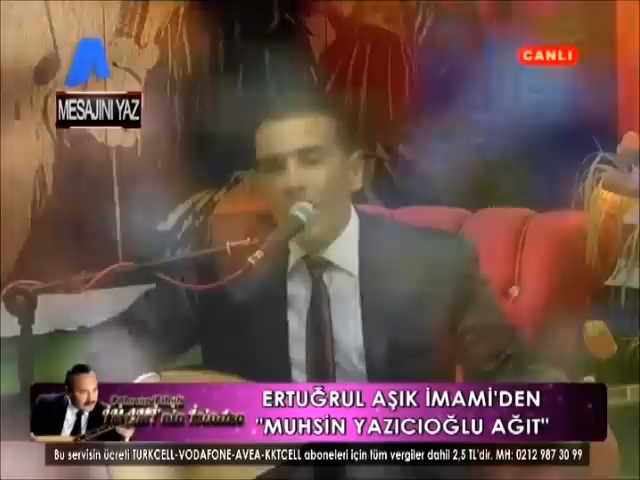 CANLI
MESAJINI YAZ
ERTUĞRUL AŞIK İMAMİ'DEN
"MUHSİN YAZICIOĞLU AĞIT"
Bu servisin ücreti TURKCELL-VODAFONE-AVEA-KKTCELL aboneleri için tüm vergiler dahil 2,5 TL'dir. MH: 0212 987 30 99